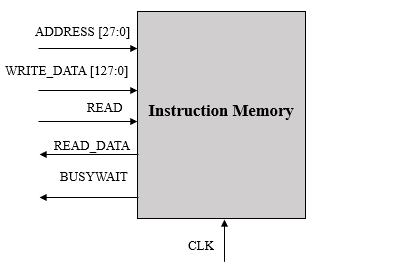 ADDRESS [27:0]
WRITE_DATA [127:0]
READ
READ_DATA
BUSYWAIT
Instruction Memory
CLK